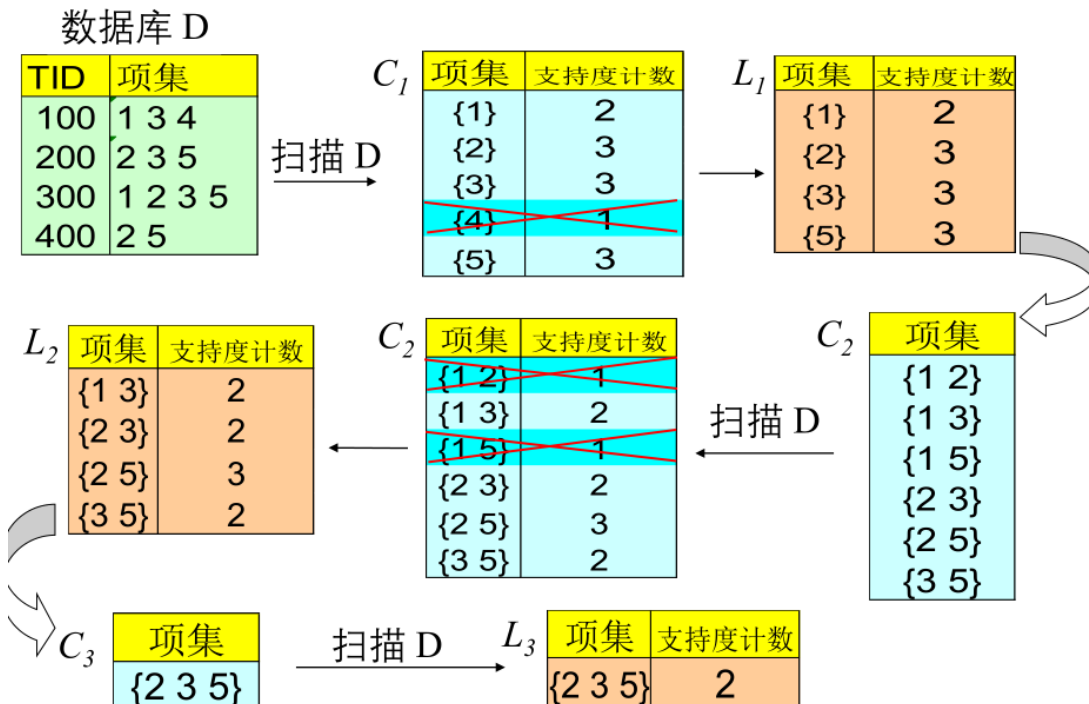 数据库 D
TID 项集
100 1 3 4
200 2 3 5
300 1 2 3 5
400 2 5
扫描 D
C1
项集 支持度计数
{1} 2
{2} 3
{3} 3
{4} 1
{5} 3
L1
项集 支持度计数
{1} 2
{2} 3
{3} 3
{5} 3
C2
项集
{1 2}
{1 3}
{1 5}
{2 3}
{2 5}
{3 5}
扫描 D
C2
项集 支持度计数
{1 2} 1
{1 3} 2
{1 5} 1
{2 3} 2
{2 5} 3
{3 5} 2
L2
项集 支持度计数
{1 3} 2
{2 3} 2
{2 5} 3
{3 5} 2
C3
项集
{2 3 5}
扫描 D
L3
项集 支持度计数
{2 3 5} 2